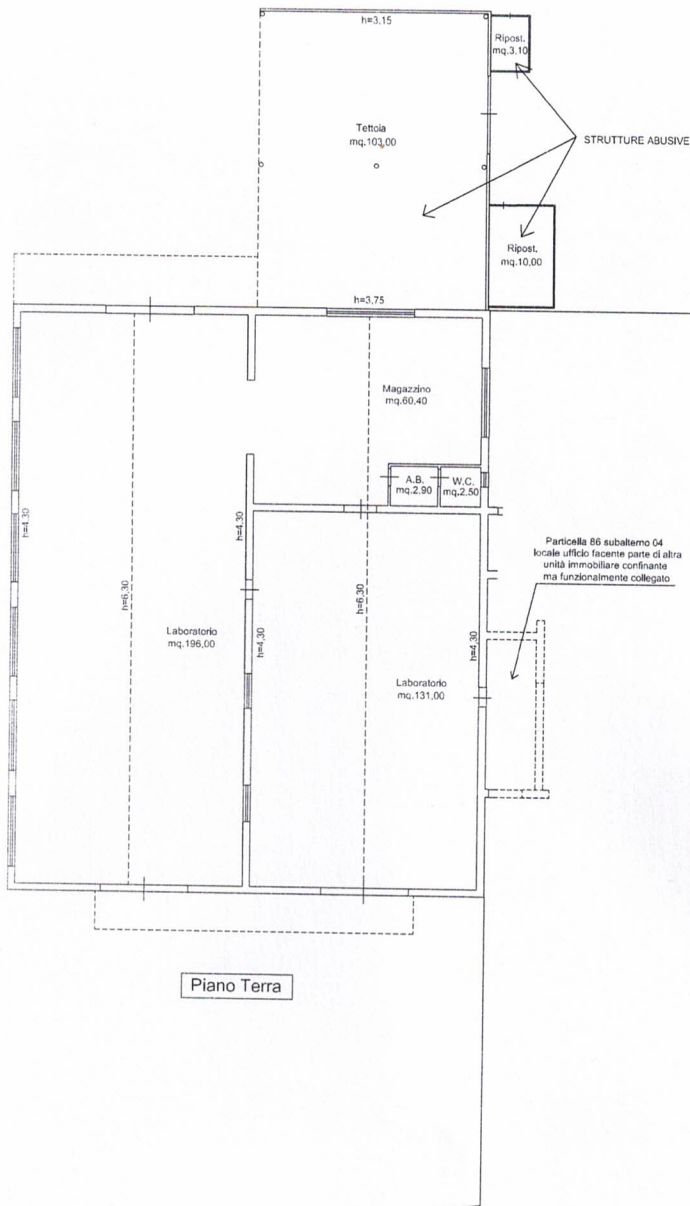 h=3,15
Ripost.
mq.3,10
Tettoia
mq.103,00
STRUTTURE ABUSIVE
Ripost.
mq.10,00
h=3,75
Magazzino
mq.60,40
A.B.
mq.2,90
W.C.
mq.2,50
h=4,30
h=4,30
h=6,30
h=6,30
Particella 86 subalterno 04
locale ufficio facente parte di altra
unità immobiliare confinante
ma funzionalmente collegato
Laboratorio
mq.196,00
h=4,30
h=4,30
Laboratorio
mq.131,00
Piano Terra